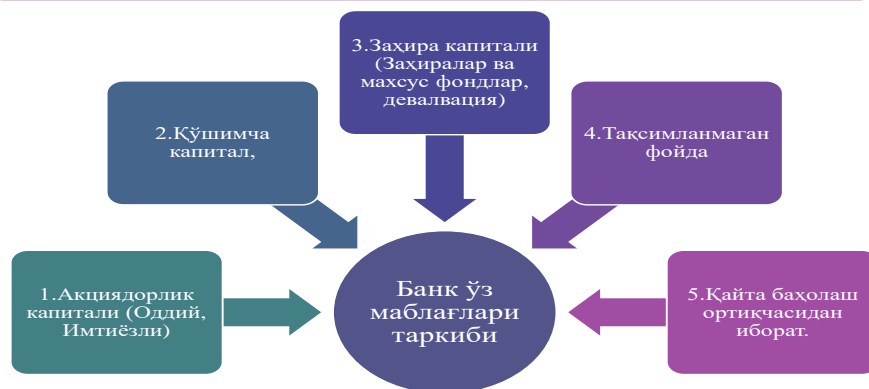 1.Акциядорлик
капитали (Оддий,
Имтиёзли)
2.Қўшимча
капитал,
3.Заҳира капитали
(Заҳиралар ва
махсус фондлар,
девалвация)
4.Тақсимланмаган
фойда
5.Қайта баҳолаш
ортиқчасидан
иборат.
Банк ўз
маблағлари
таркиби